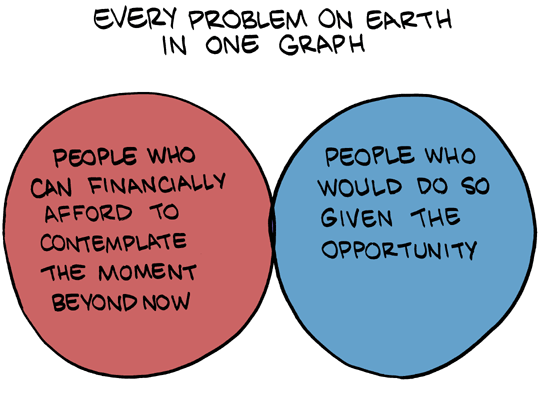 EVERY PROBLEM ON EARTH
IN ONE GRAPH
PEOPLE WHO
CAN FINANCIALLY
AFFORD TO
CONTEMPLATE
THE MOMENT
BEYOND NOW
PEOPLE WHO
WOULD DO SO
GIVEN THE
OPPORTUNITY